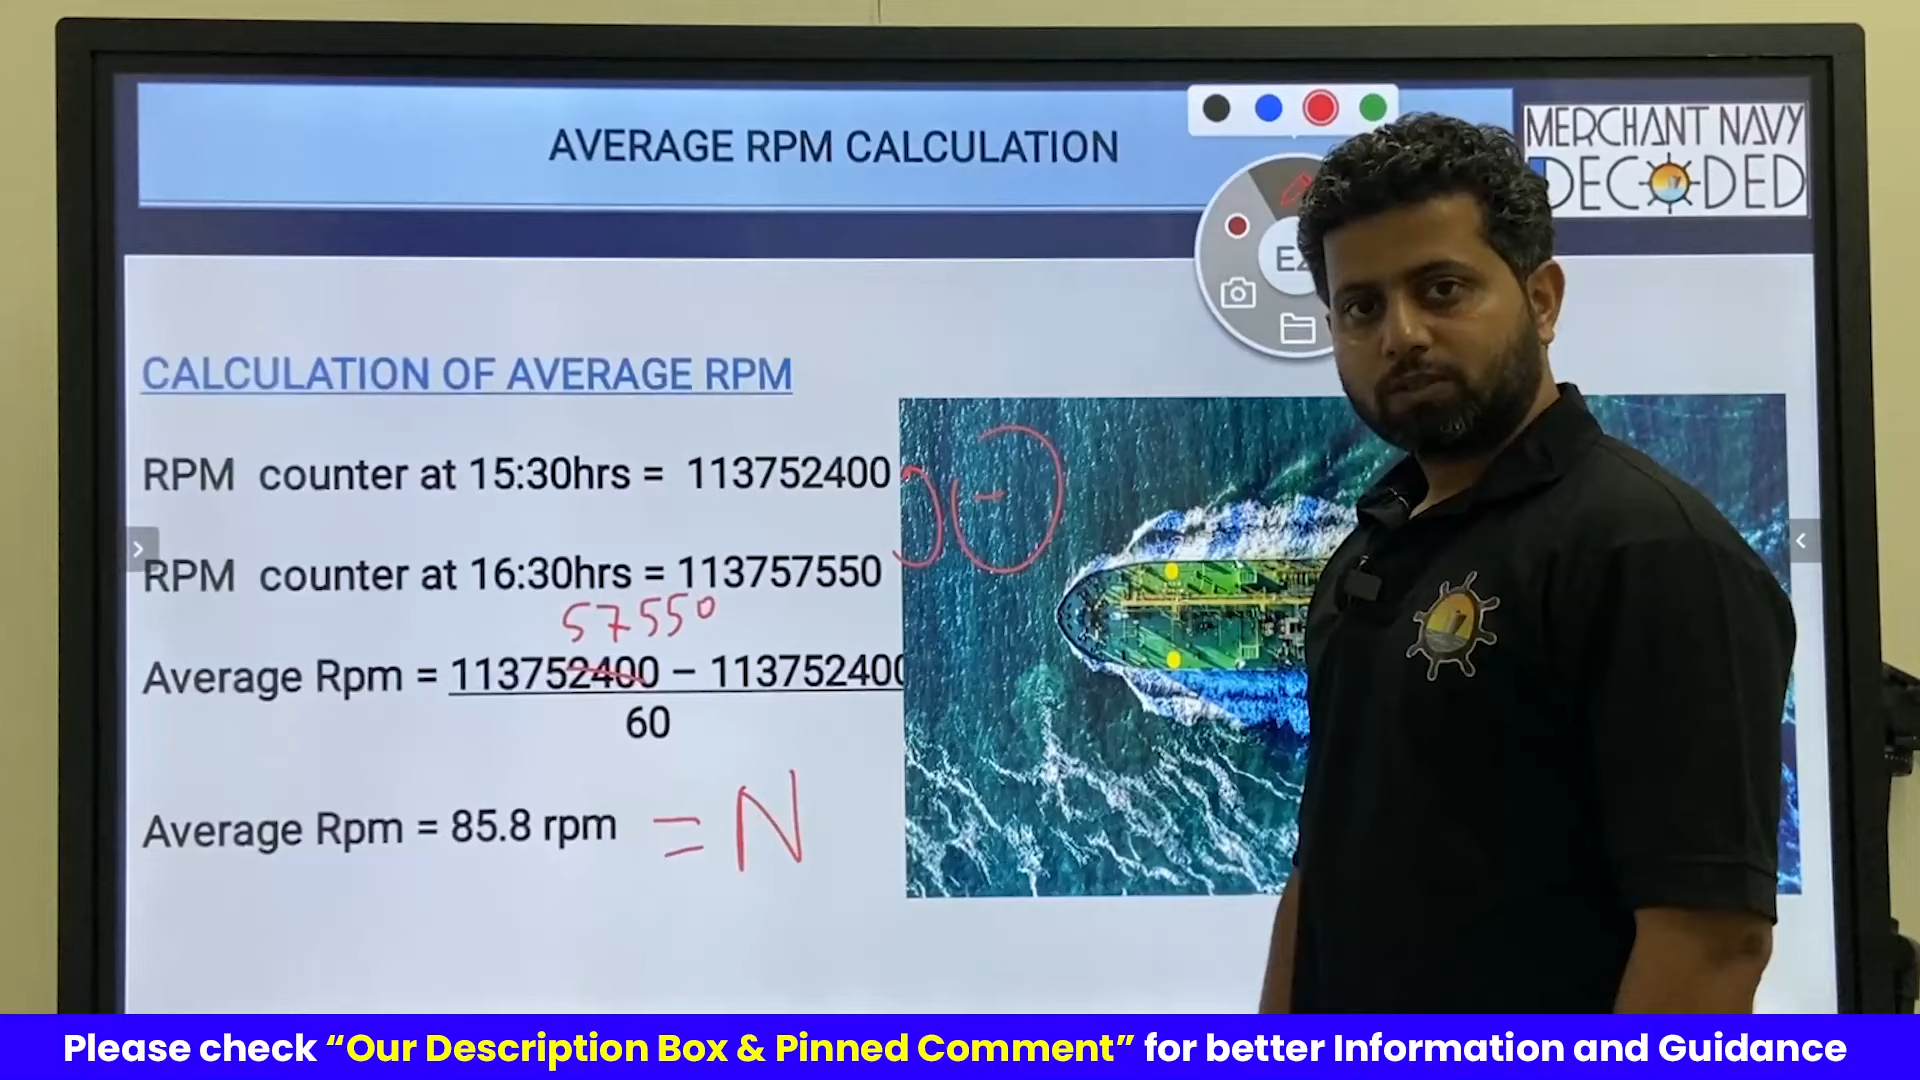 AVERAGE RPM CALCULATION
MERCHANT NAVY
DECODED
CALCULATION OF AVERAGE RPM
RPM counter at 15:30hrs = 113752400
RPM counter at 16:30hrs = 113757550
57550
Average Rpm = 113752400 – 113752400
60
Average Rpm = 85.8 rpm = N
Please check “Our Description Box & Pinned Comment” for better Information and Guidance